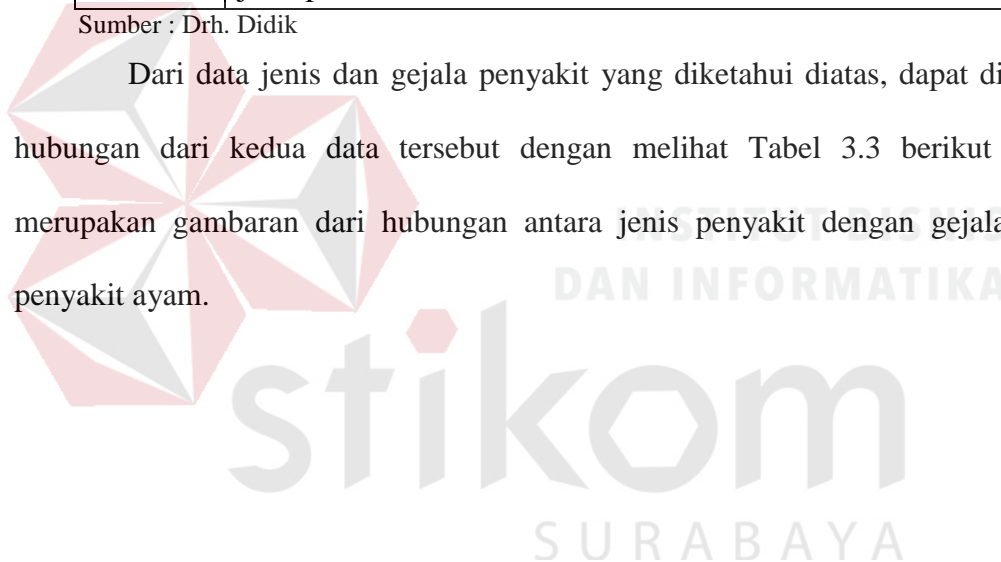 Sumber : Drh. Didik
Dari data jenis dan gejala penyakit yang diketahui diatas, dapat
hubungan dari kedua data tersebut dengan melihat Tabel 3.3 berikut
merupakan gambaran dari hubungan antara jenis penyakit dengan gejala
INSTITUT BISNIS
penyakit ayam.
DAN INFORMATIKA
stikom
SURABAYA